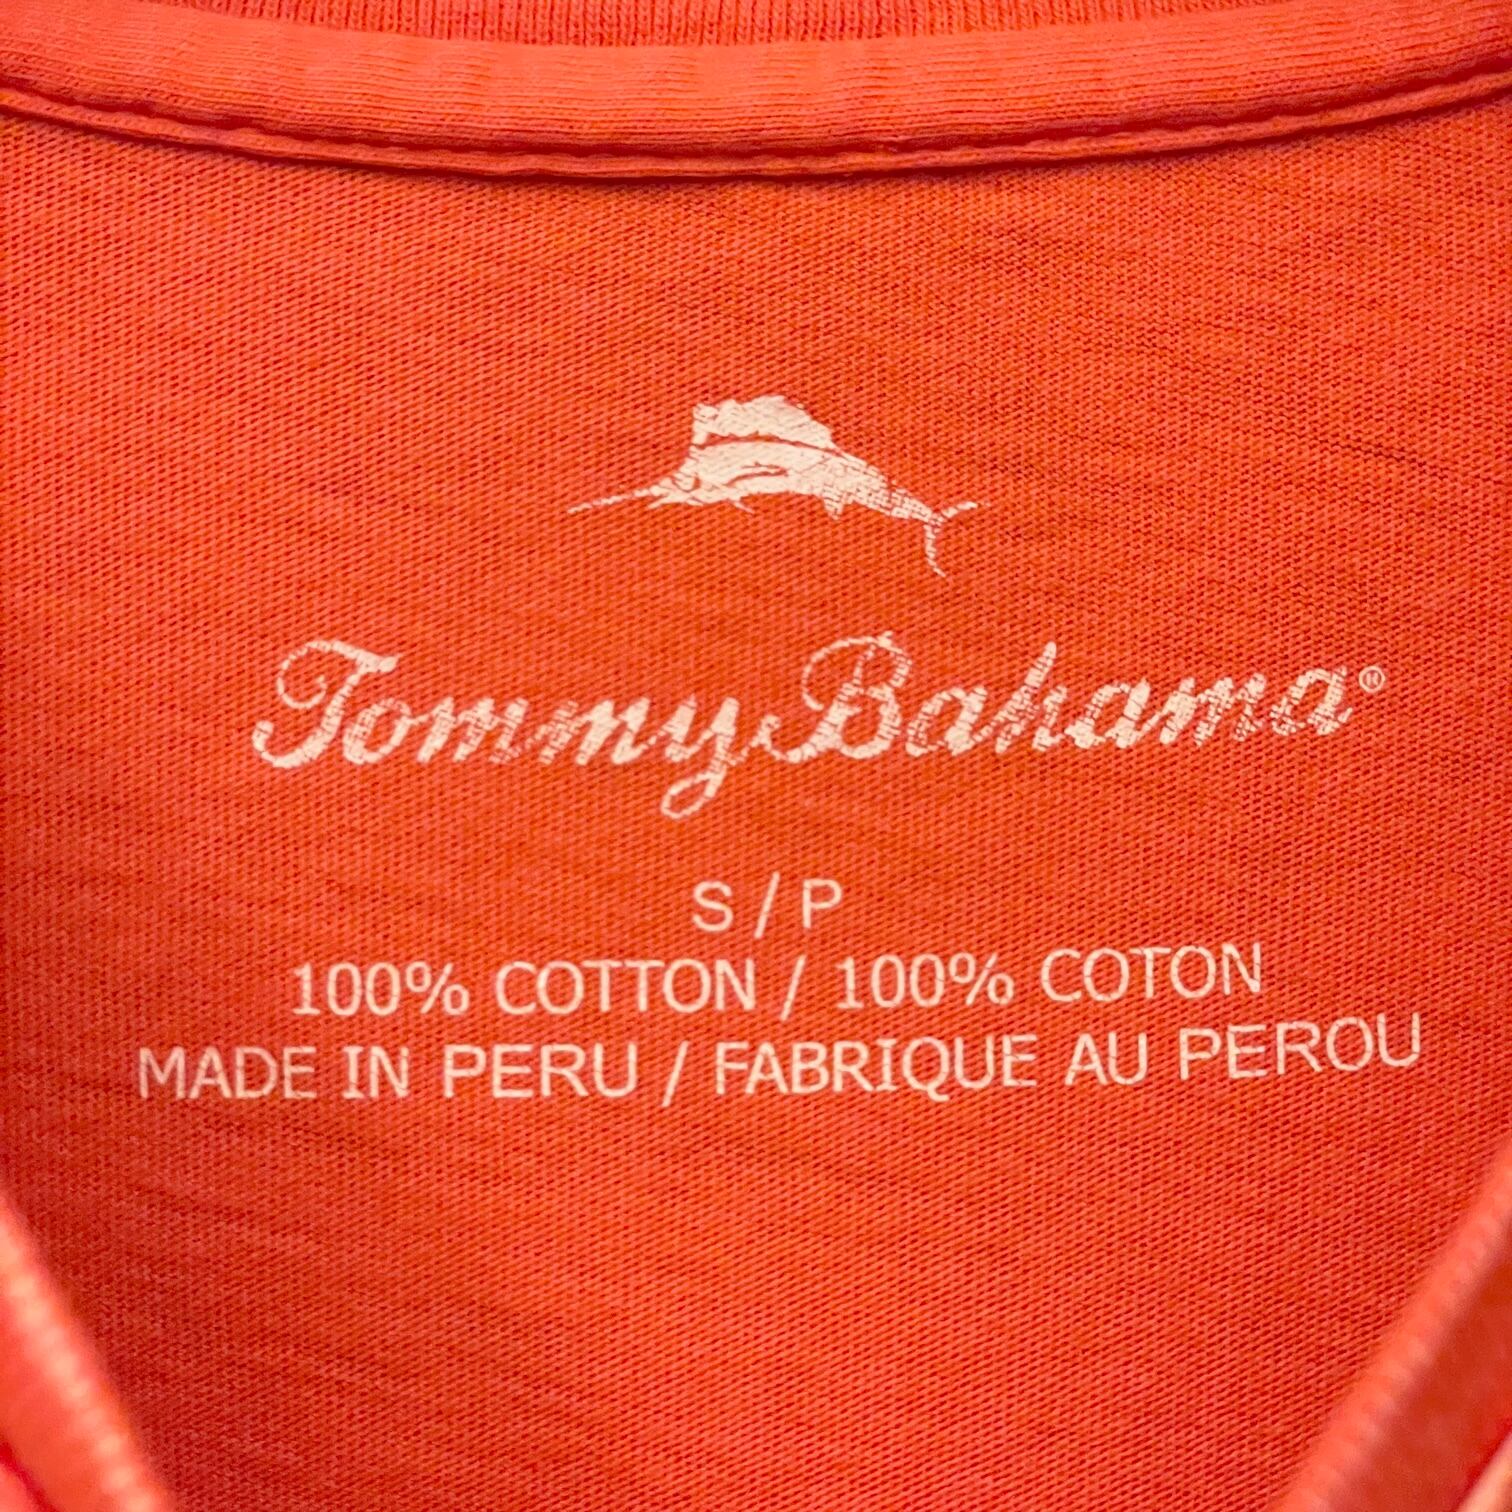 Tommy Bahama®
S / P
100% COTTON / 100% COTON
MADE IN PERU / FABRIQUE AU PEROU